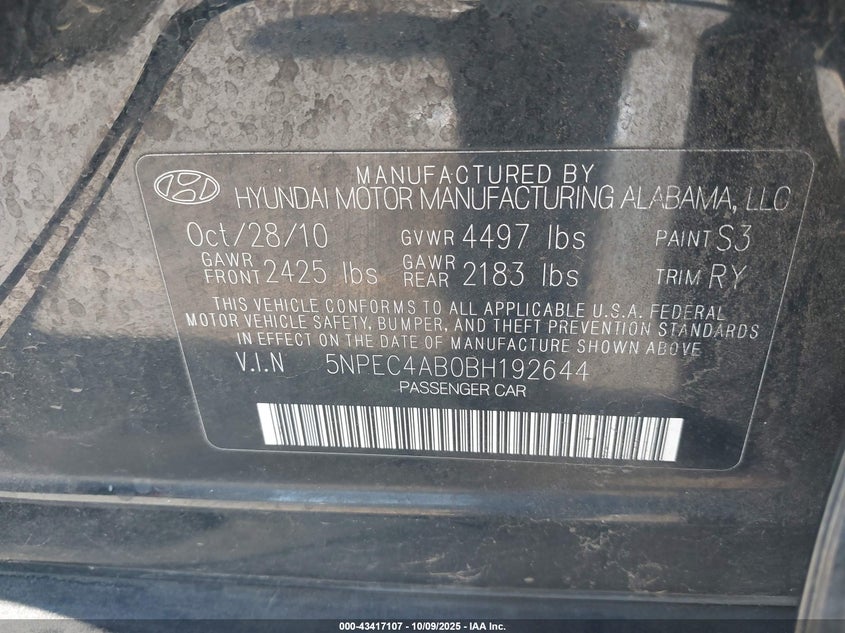 MANUFACTURED BY
HYUNDAI MOTOR MANUFACTURING ALABAMA, LLC
Oct/28/10 GVWR 4497 lbs PAINT S3
GAWR FRONT 2425 lbs GAWR REAR 2183 lbs TRIM RY
THIS VEHICLE CONFORMS TO ALL APPLICABLE U.S.A. FEDERAL
MOTOR VEHICLE SAFETY, BUMPER, AND THEFT PREVENTION STANDARDS
IN EFFECT ON THE DATE OF MANUFACTURE SHOWN ABOVE
V.I.N 5NPEC4AB0BH192644
PASSENGER CAR
000-43417107 - 10/09/2025 - IAA Inc.